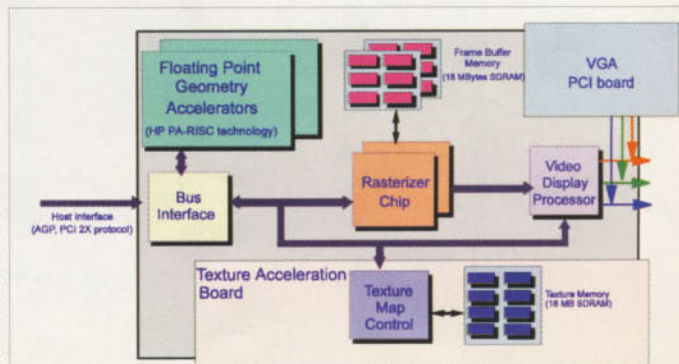 Floating Point
Geometry
Accelerators
(HP PA-RISC technology)
Frame Buffer
Memory
(16 MBytes SGRAM)
VGA
PCI board
Host Interface
(AGP, PCI 2X protocol)
Bus
Interface
Rasterizer
Chip
Video
Display
Processor
Texture Acceleration
Board
Texture
Map
Control
Texture Memory
(16 MB SDRAM)